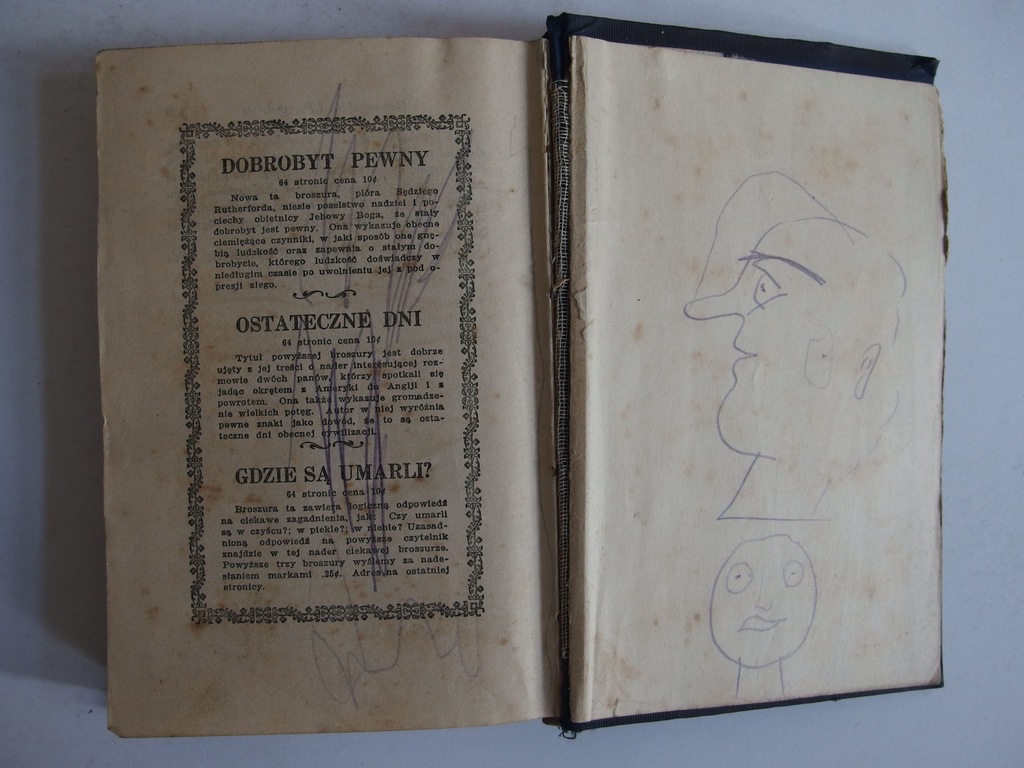 DOBROBYT PEWNY
64 stronic cena 10¢
Nowa ta broszura, pióra Sędziego
Rutherforda, niesie poselstwo nadziei i po-
ciechy obietnicy Jehowy Boga, że stały
dobrobyt jest pewny. Ona wykazuje obecne
ciemiężące czynniki, w jaki sposób one gnę-
bią ludzkość oraz zapewnia o stałym do-
brobycie, którego ludzkość doświadczy w
niedługim czasie po uwolnieniu jej z pod o-
presji złego.
OSTATECZNE DNI
64 stronic cena 10¢
Tytuł powyższej broszury jest dobrze
ujęty z jej treści o nader interesującej roz-
mowie dwóch panów, którzy spotkali się
jadąc okrętem z Ameryki do Anglji i z
powrotem. Ona także wykazuje gromadze-
nie wielkich potęg. Autor w niej wyróżnia
pewne znaki jako dowód, że to są osta-
teczne dni obecnej cywilizacji.
GDZIE SĄ UMARLI?
64 stronic cena 10¢
Broszura ta zawiera logiczną odpowiedź
na ciekawe zagadnienia, jak: Czy umarli
są w czyścu?; w piekle?; w niebie? Uzasad-
nioną odpowiedź na powyższe czytelnik
znajdzie w tej nader ciekawej broszurze.
Powyższe trzy broszury wyślemy za nade-
słaniem markami .25¢. Adres na ostatniej
stronicy.